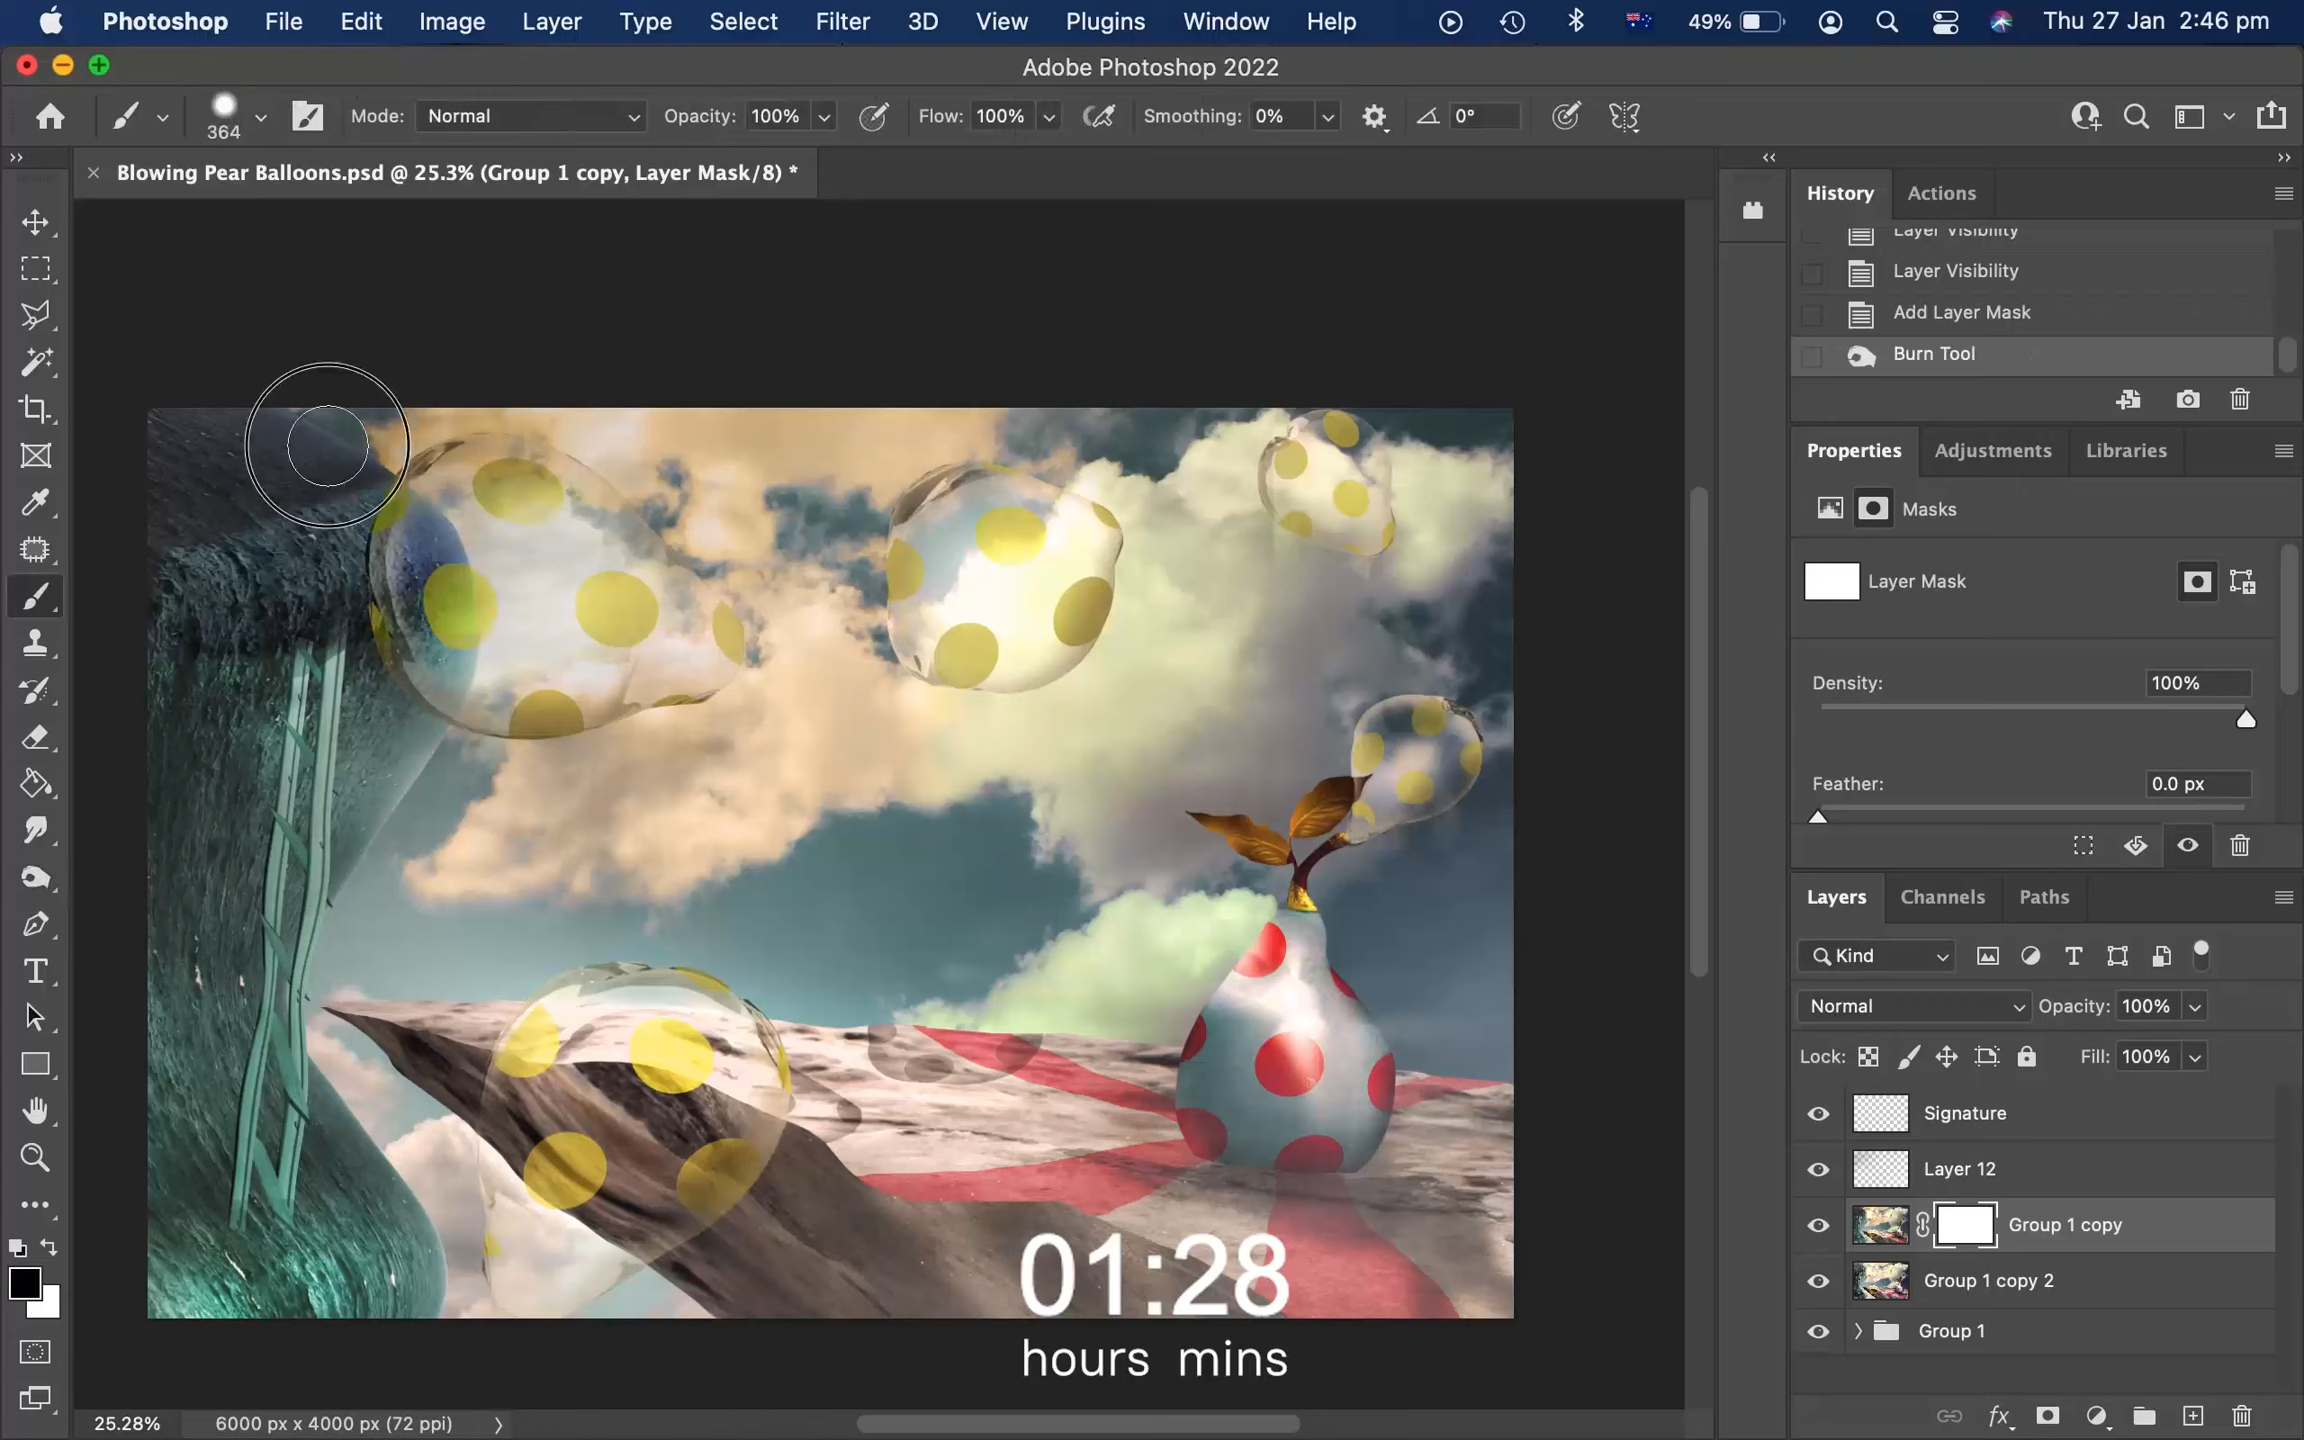 Photoshop File Edit Image Layer Type Select Filter 3D View Plugins Window Help 49% Thu 27 Jan 2:46 pm
Adobe Photoshop 2022
364 Mode: Normal Opacity: 100% Flow: 100% Smoothing: 0% 0°
Blowing Pear Balloons.psd @ 25.3% (Group 1 copy, Layer Mask/8) *
History Actions
Layer Visibility
Layer Visibility
Add Layer Mask
Burn Tool
Properties Adjustments Libraries
Masks
Layer Mask
Density: 100%
Feather: 0.0 px
Layers Channels Paths
Kind
Normal Opacity: 100%
Lock: Fill: 100%
Signature
Layer 12
Group 1 copy
Group 1 copy 2
Group 1
01:28
hours mins
25.28% 6000 px x 4000 px (72 ppi)